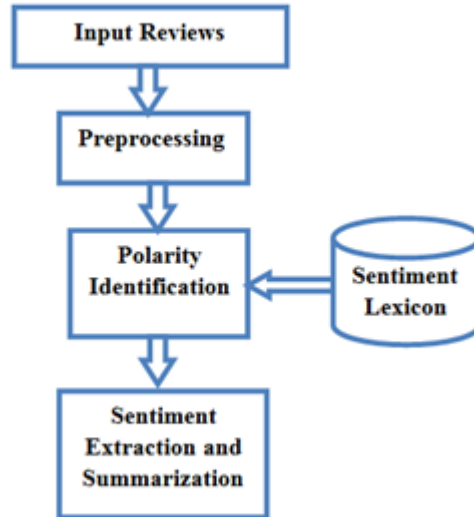 Input Reviews
Preprocessing
Polarity
Identification
Sentiment
Lexicon
Sentiment
Extraction and
Summarization